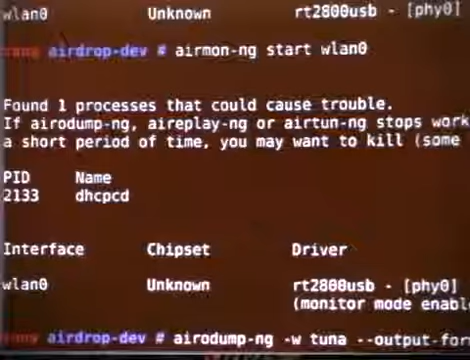 wlan0 Unknown rt2800usb - [phy0]
airdrop-dev # airmon-ng start wlan0
Found 1 processes that could cause trouble.
If airodump-ng, aireplay-ng or airtun-ng stops work
a short period of time, you may want to kill (some
PID Name
2133 dhcpcd
Interface Chipset Driver
wlan0 Unknown rt2800usb - [phy0]
(monitor mode enabl
airdrop-dev # airodump-ng -w tuna --output-for